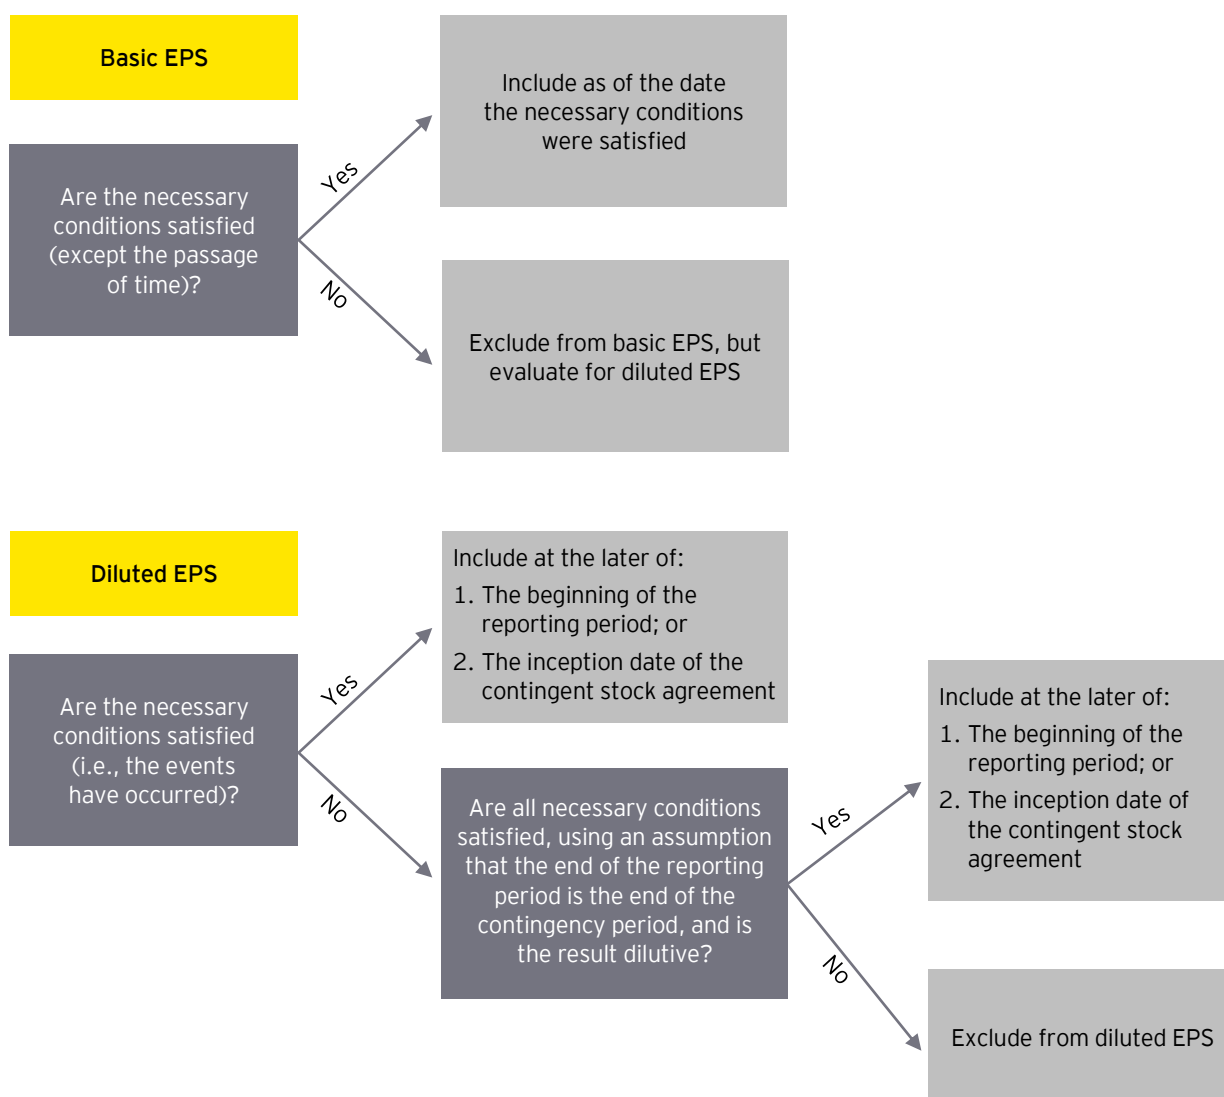 Basic EPS
Include as of the date
the necessary conditions
were satisfied
Are the necessary
conditions satisfied
(except the passage
of time)?
Yes
No
Exclude from basic EPS, but
evaluate for diluted EPS
Diluted EPS
Include at the later of:
1. The beginning of the
reporting period; or
2. The inception date of the
contingent stock agreement
Are the necessary
conditions satisfied
(i.e., the events
have occurred)?
Yes
No
Are all necessary conditions
satisfied, using an assumption
that the end of the reporting
period is the end of the
contingency period, and is
the result dilutive?
Yes
No
Include at the later of:
1. The beginning of the
reporting period; or
2. The inception date of
the contingent stock
agreement
Exclude from diluted EPS